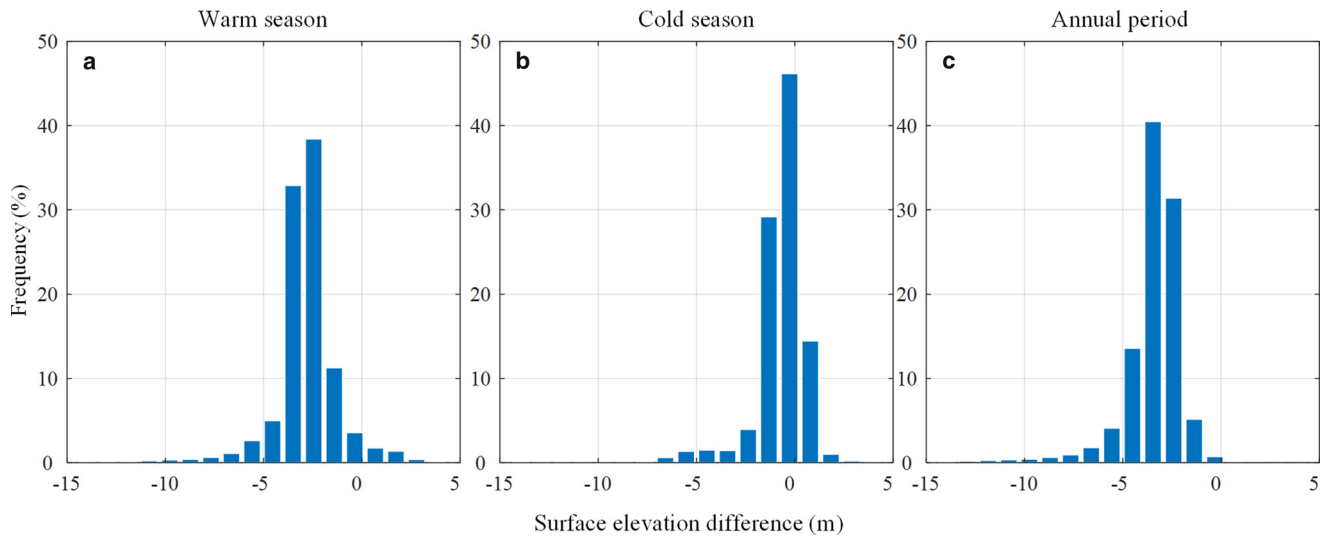 Warm season Cold season Annual period
a b c
50 50 50
40 40 40
30 30 30
20 20 20
10 10 10
0 0 0
-15 -10 -5 0 5 -15 -10 -5 0 5 -15 -10 -5 0 5
Frequency (%)
Surface elevation difference (m)